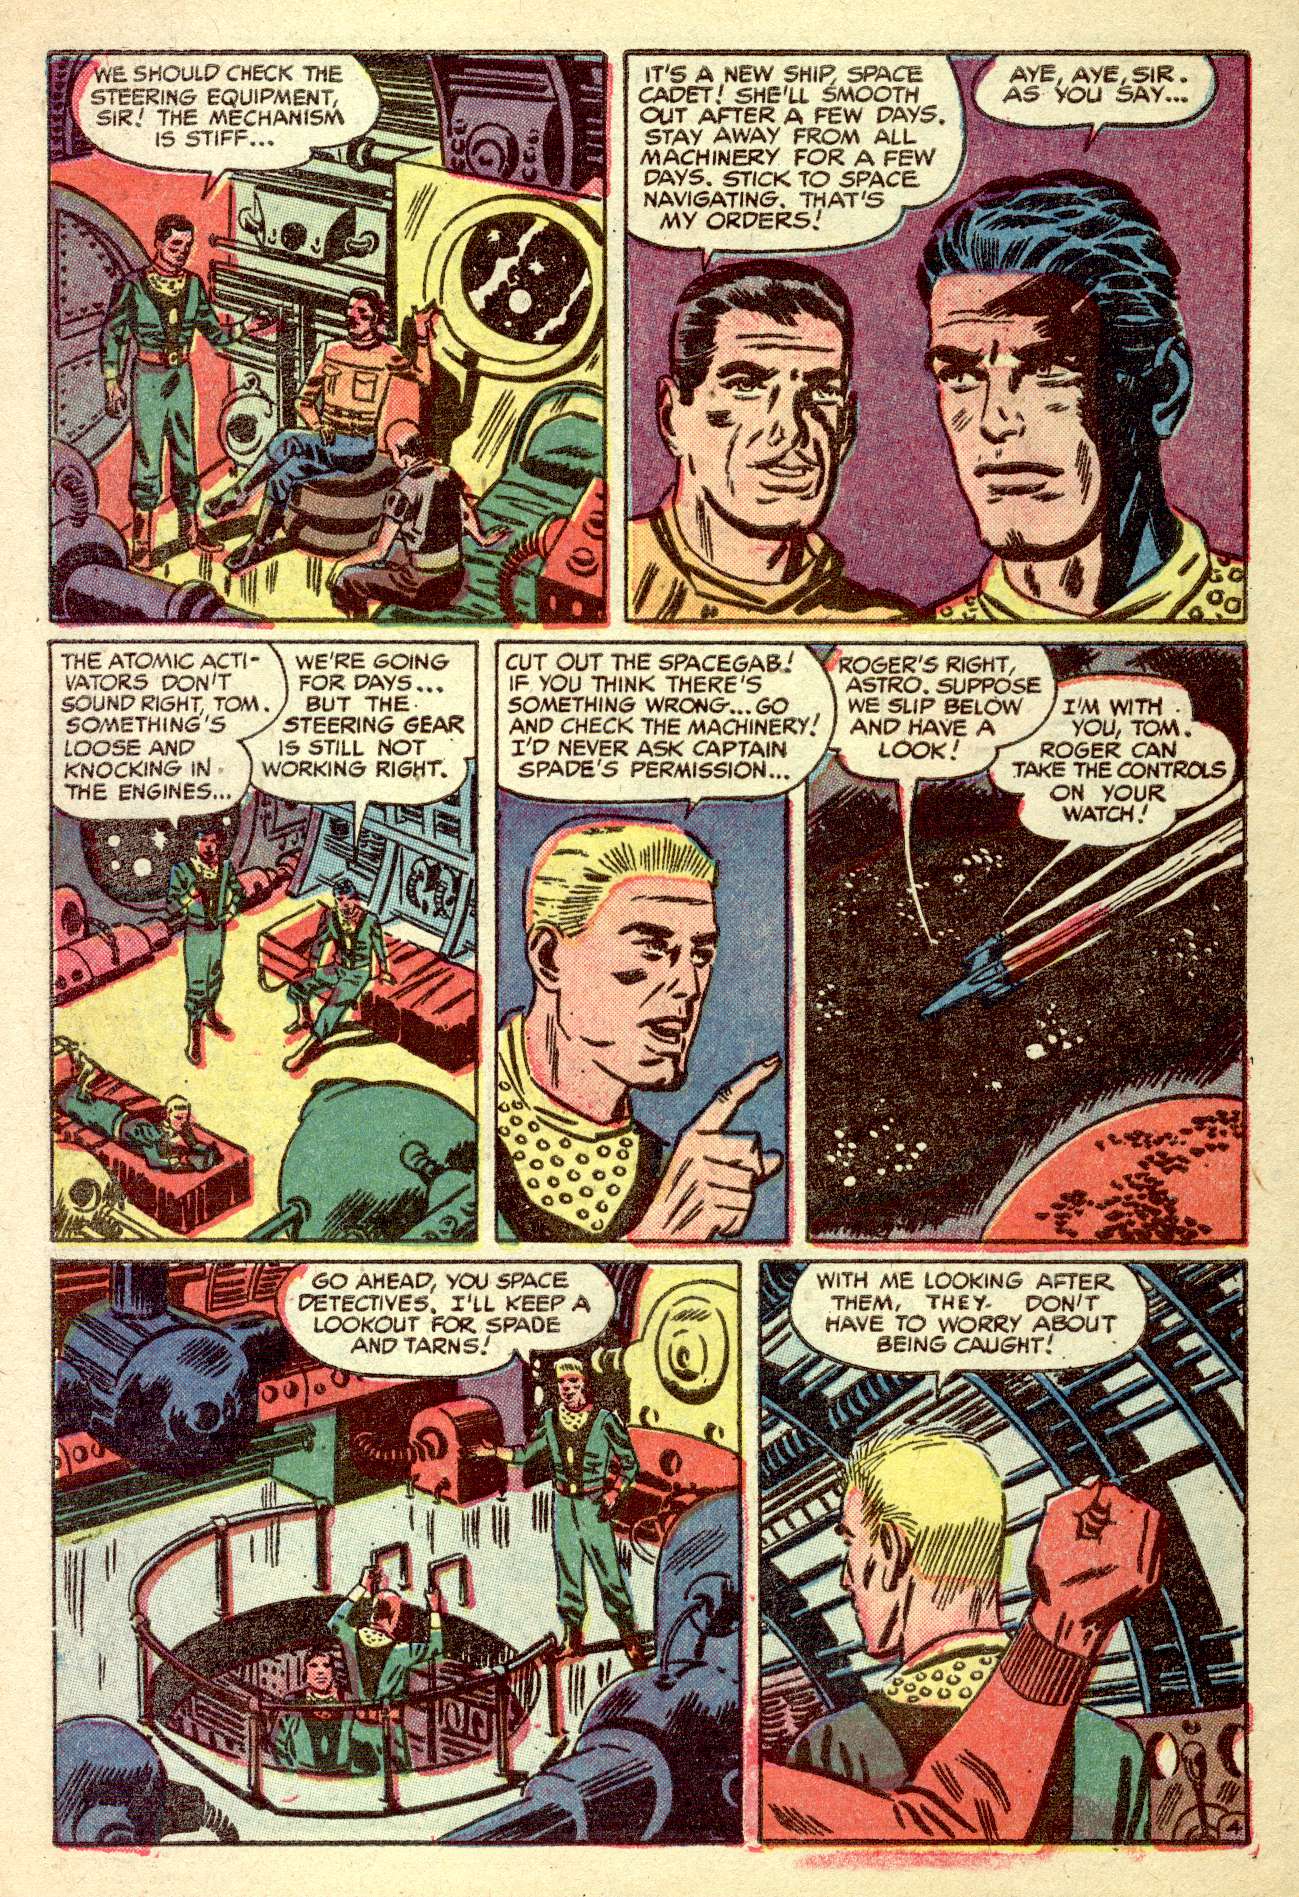 WE SHOULD CHECK THE
STEERING EQUIPMENT,
SIR! THE MECHANISM
IS STIFF...
IT'S A NEW SHIP, SPACE
CADET! SHE'LL SMOOTH
OUT AFTER A FEW DAYS.
STAY AWAY FROM ALL
MACHINERY FOR A FEW
DAYS. STICK TO SPACE
NAVIGATING. THAT'S
MY ORDERS!
AYE, AYE, SIR.
AS YOU SAY...
THE ATOMIC ACTI-
VATORS DON'T
SOUND RIGHT, TOM.
SOMETHING'S
LOOSE AND
KNOCKING IN
THE ENGINES...
WE'RE GOING
FOR DAYS...
BUT THE
STEERING GEAR
IS STILL NOT
WORKING RIGHT.
CUT OUT THE SPACEGAB!
IF YOU THINK THERE'S
SOMETHING WRONG...GO
AND CHECK THE MACHINERY!
I'D NEVER ASK CAPTAIN
SPADE'S PERMISSION...
ROGER'S RIGHT,
ASTRO. SUPPOSE
WE SLIP BELOW
AND HAVE A
LOOK!
I'M WITH
YOU, TOM.
ROGER CAN
TAKE THE CONTROLS
ON YOUR
WATCH!
GO AHEAD, YOU SPACE
DETECTIVES. I'LL KEEP A
LOOKOUT FOR SPADE
AND TARNS!
WITH ME LOOKING AFTER
THEM, THEY DON'T
HAVE TO WORRY ABOUT
BEING CAUGHT!
4